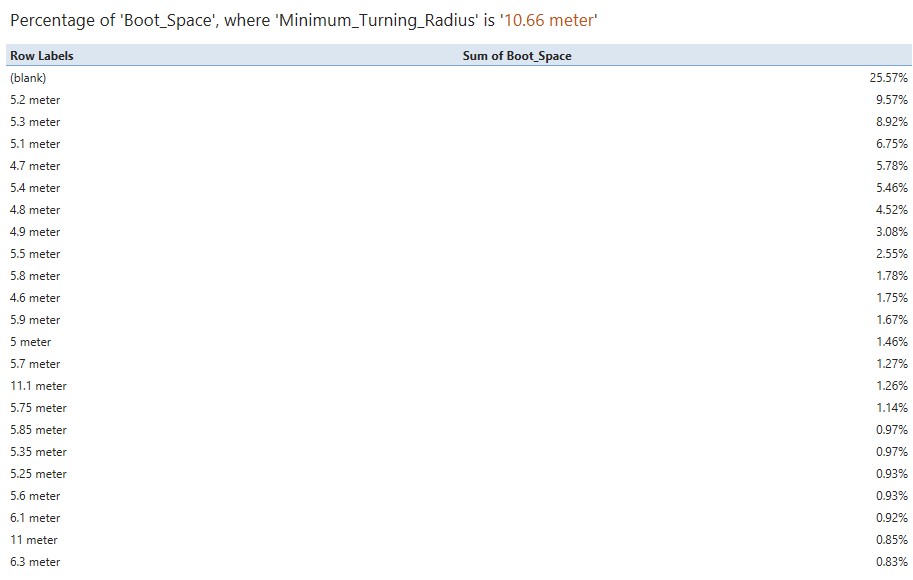 Percentage of 'Boot_Space', where 'Minimum_Turning_Radius' is '10.66 meter'
Row Labels Sum of Boot_Space
(blank) 25.57%
5.2 meter 9.57%
5.3 meter 8.92%
5.1 meter 6.75%
4.7 meter 5.78%
5.4 meter 5.46%
4.8 meter 4.52%
4.9 meter 3.08%
5.5 meter 2.55%
5.8 meter 1.78%
4.6 meter 1.75%
5.9 meter 1.67%
5 meter 1.46%
5.7 meter 1.27%
11.1 meter 1.26%
5.75 meter 1.14%
5.85 meter 0.97%
5.35 meter 0.97%
5.25 meter 0.93%
5.6 meter 0.93%
6.1 meter 0.92%
11 meter 0.85%
6.3 meter 0.83%